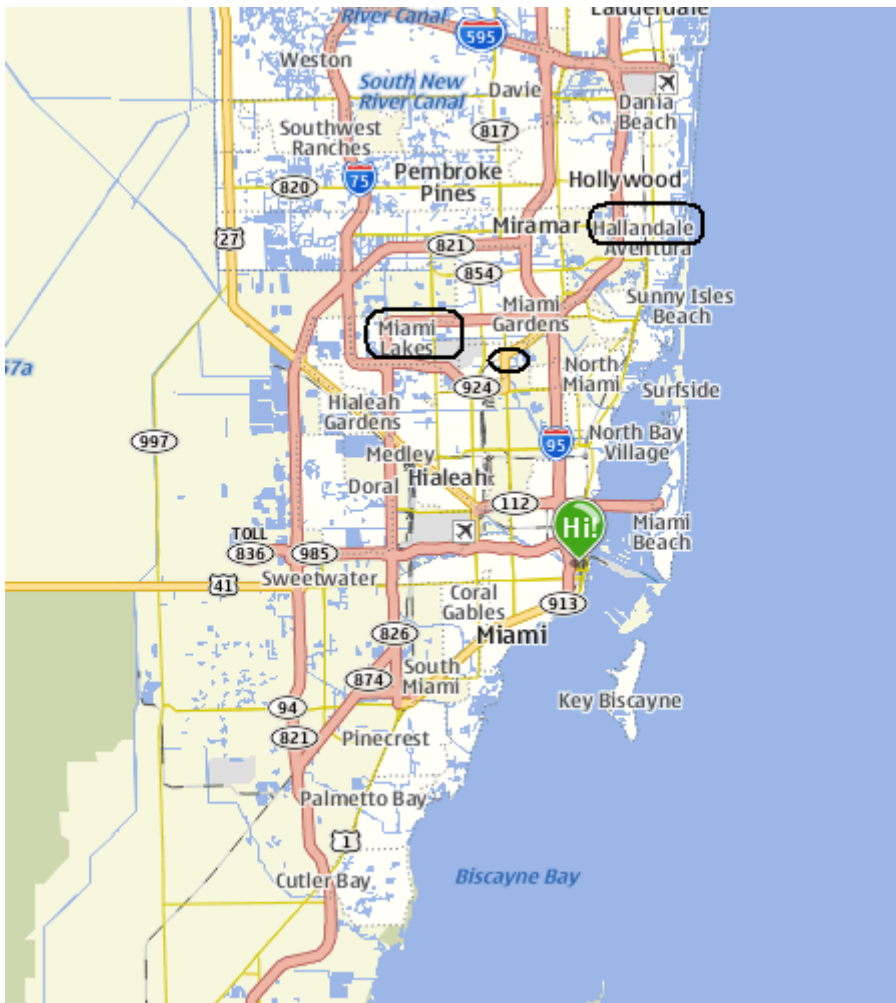 Lauderdale
River Canal
595
Weston
South New
River Canal
Davie
Dania
Beach
817
Southwest
Ranches
75
820
Pembroke
Pines
Hollywood
27
Miramar
Hallandale
821
Aventura
854
Sunny Isles
Beach
Miami
Gardens
Miami
Lakes
67a
North
Miami
924
Surfside
Hialeah
Gardens
997
95
North Bay
Village
Medley
Hialeah
Doral
112
Miami
Beach
Hi!
TOLL
836
985
Sweetwater
41
Coral
Gables
913
826
Miami
South
Miami
874
Key Biscayne
94
821
Pinecrest
Palmetto Bay
1
Cutler Bay
Biscayne Bay